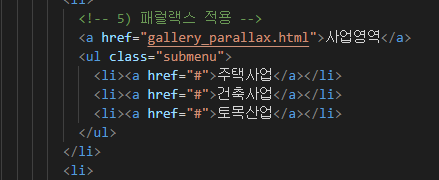 <li>
<!-- 5) 패럴랙스 적용 -->
<a href="gallery_parallax.html">사업영역</a>
<ul class="submenu">
<li><a href="#">주택사업</a></li>
<li><a href="#">건축사업</a></li>
<li><a href="#">토목산업</a></li>
</ul>
</li>
<li>